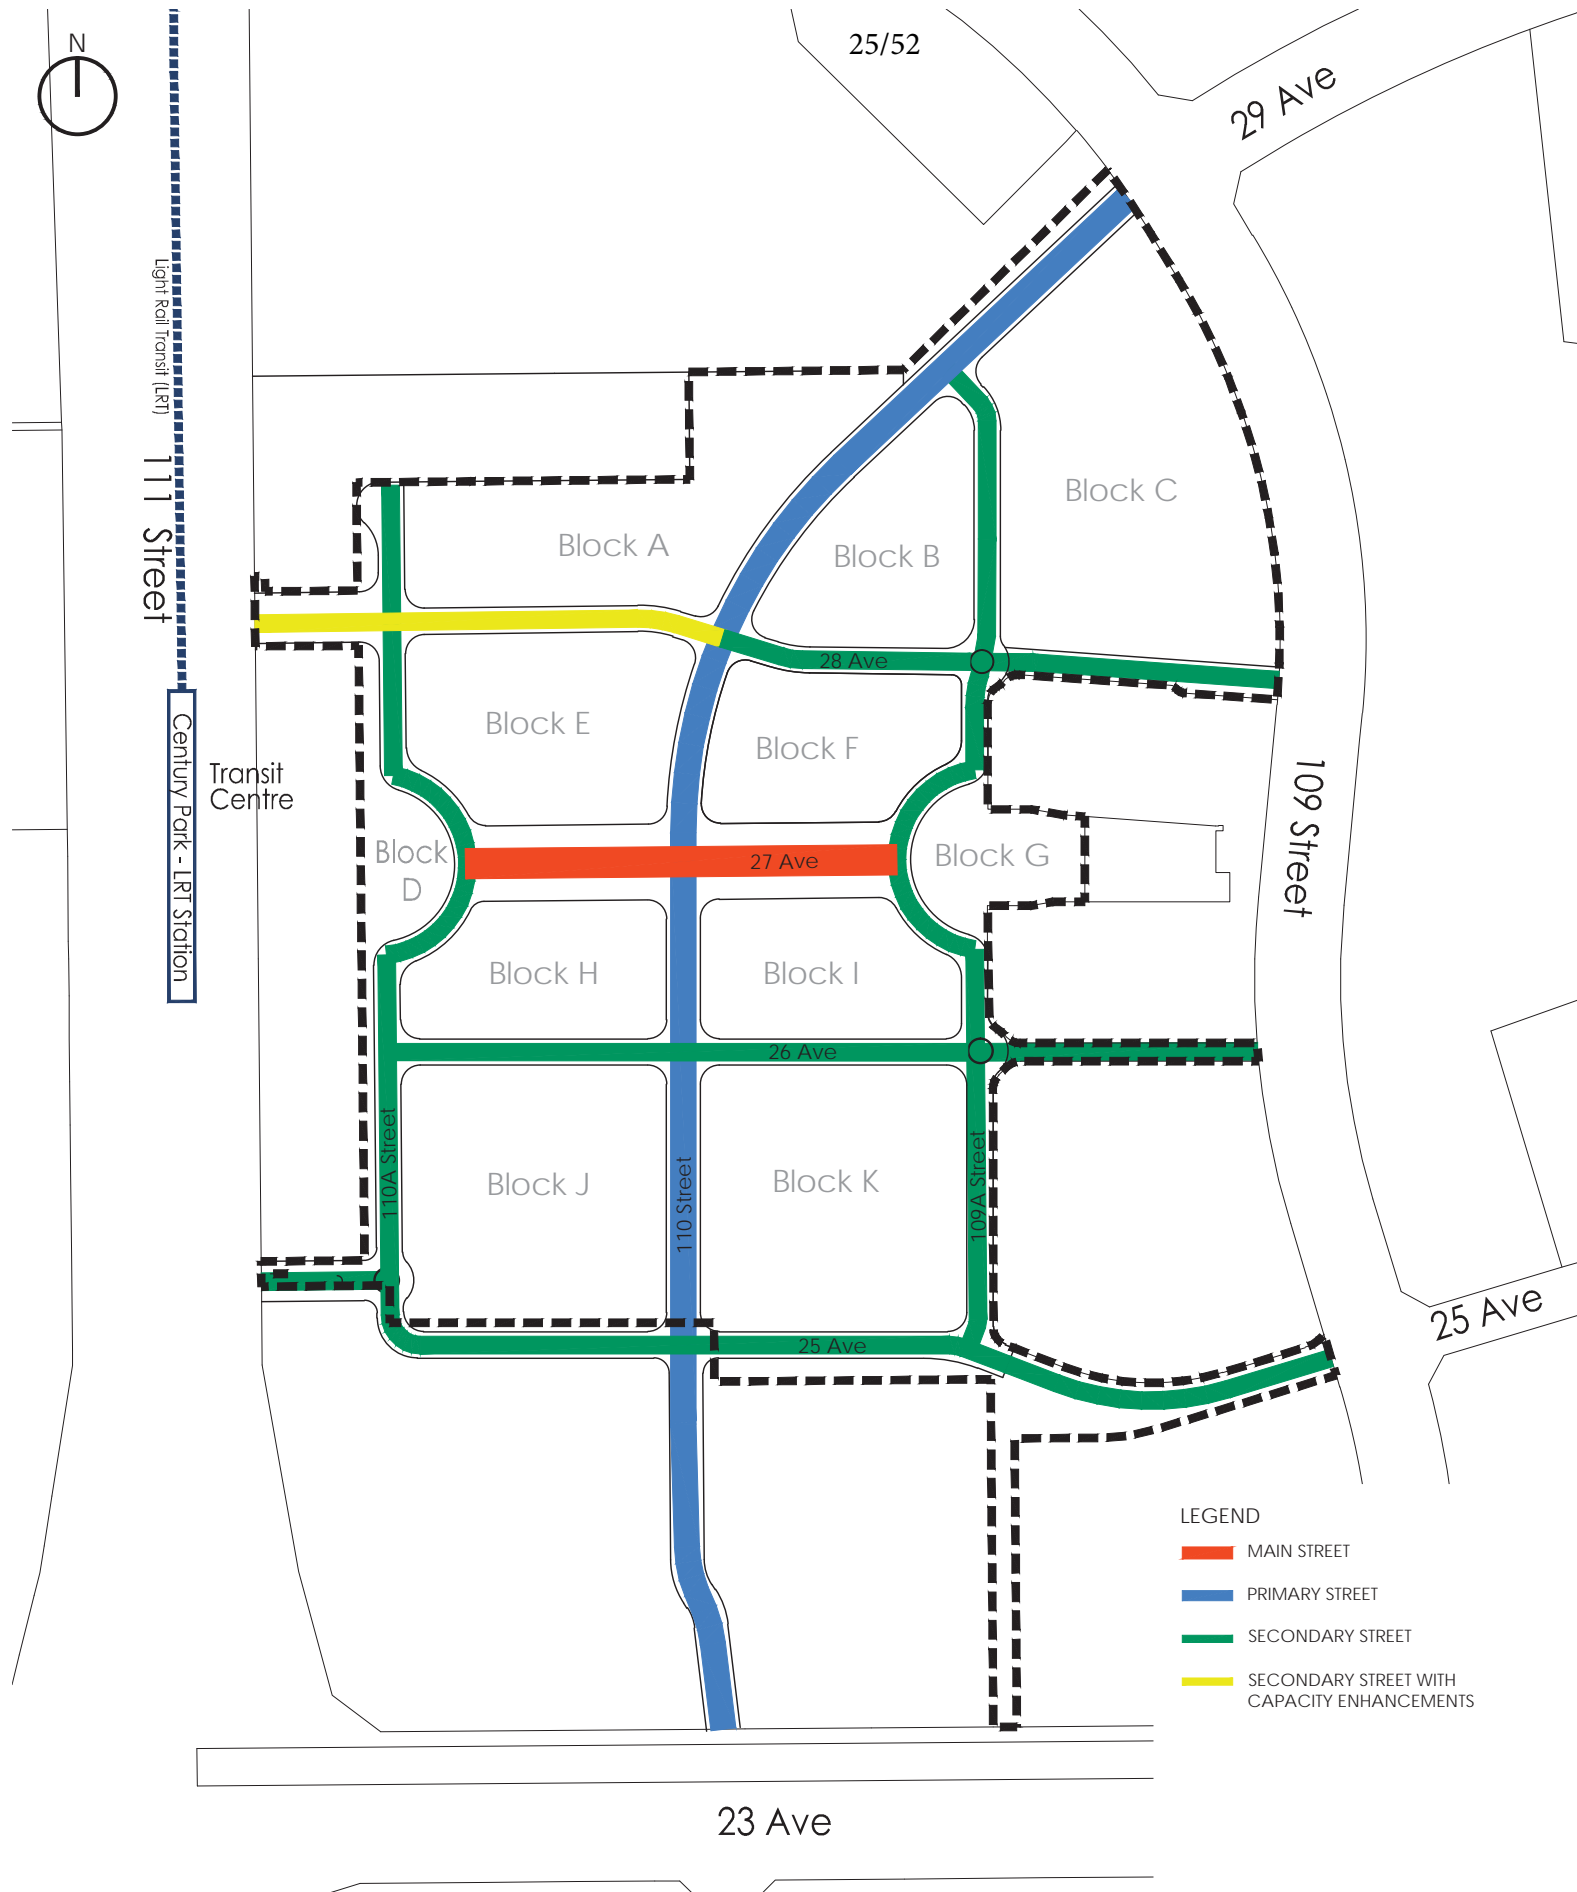 25/52
N
29 Ave
Light Rail Transit (LRT)
111 Street
Block C
Block A
Block B
28 Ave
Block E
Block F
Century Park - LRT Station
Transit
Centre
109 Street
Block
D
27 Ave
Block G
Block H
Block I
26 Ave
110A Street
110 Street
109A Street
Block J
Block K
25 Ave
25 Ave
LEGEND
MAIN STREET
PRIMARY STREET
SECONDARY STREET
SECONDARY STREET WITH
CAPACITY ENHANCEMENTS
23 Ave